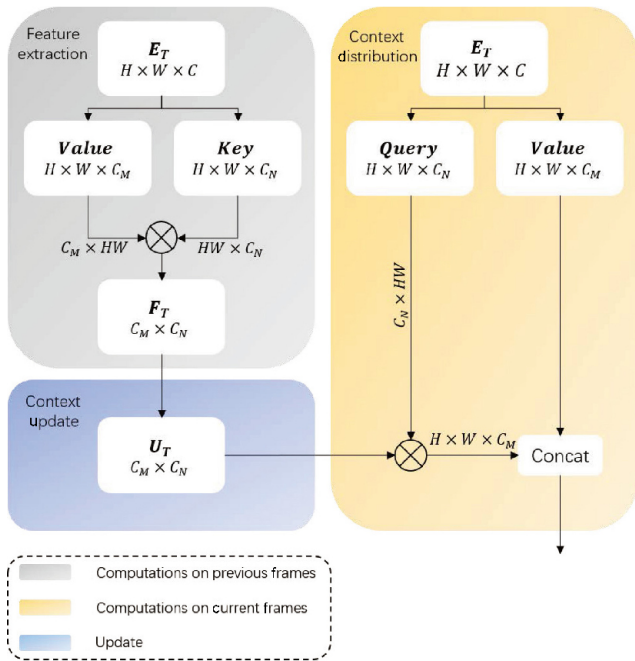 Feature
extraction
E_T
H × W × C
Value
H × W × C_M
Key
H × W × C_N
C_M × HW
HW × C_N
F_T
C_M × C_N
Context
update
U_T
C_M × C_N
Context
distribution
E_T
H × W × C
Query
H × W × C_N
Value
H × W × C_M
C_N × HW
H × W × C_M
Concat
Computations on previous frames
Computations on current frames
Update